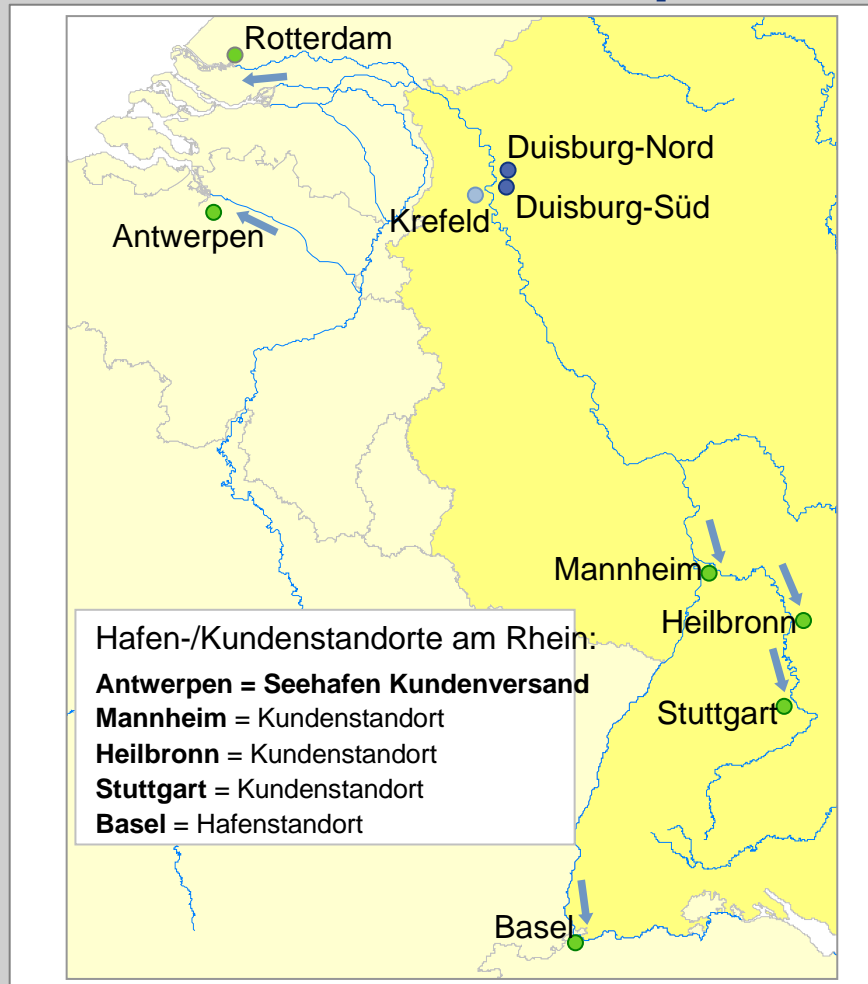 Rotterdam
Duisburg-Nord
Krefeld
Duisburg-Süd
Antwerpen
Mannheim
Heilbronn
Stuttgart
Basel
Hafen-/Kundenstandorte am Rhein:
Antwerpen = Seehafen Kundenversand
Mannheim = Kundenstandort
Heilbronn = Kundenstandort
Stuttgart = Kundenstandort
Basel = Hafenstandort